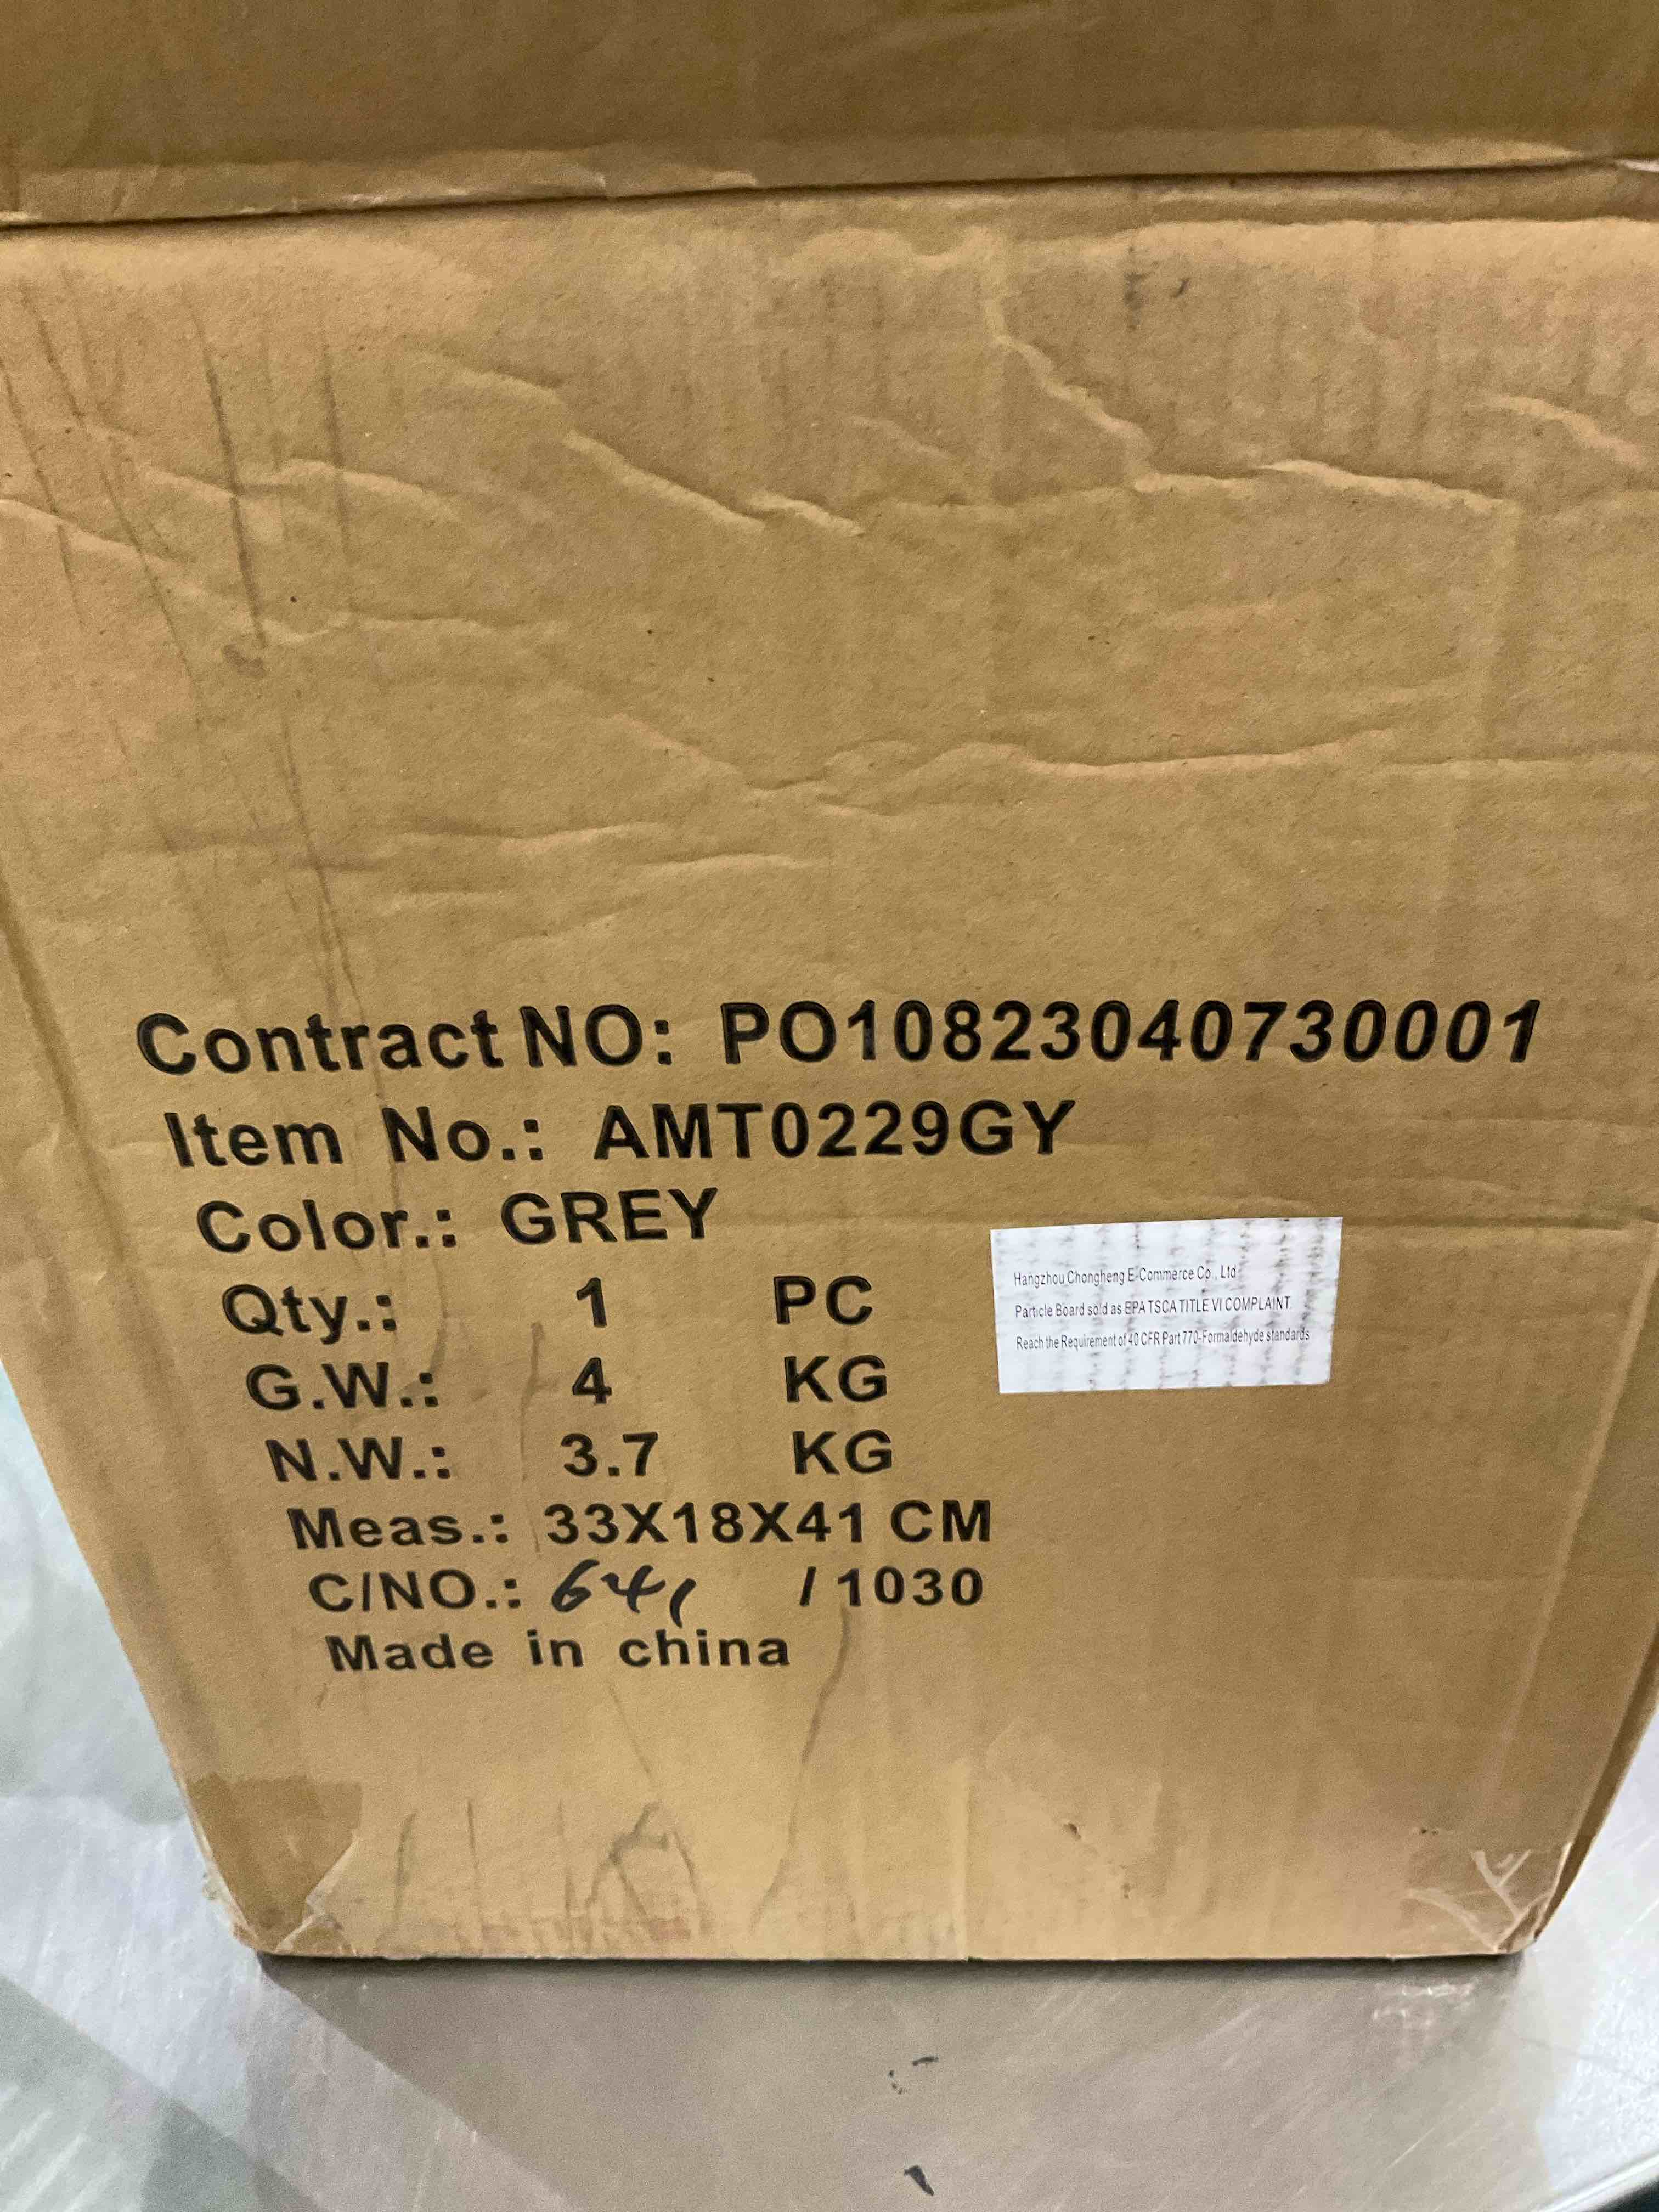 Contract NO: PO10823040730001
Item No.: AMT0229GY
Color.: GREY
Qty.: 1 PC
G.W.: 4 KG
N.W.: 3.7 KG
Meas.: 33X18X41 CM
C/NO.: 641 / 1030
Made in china
Hangzhou Chongheng E-Commerce Co., Ltd
Particle Board sold as EPA TSCA TITLE VI COMPLAINT.
Reach the Requirement of 40 CFR Part 770-Formaldehyde standards